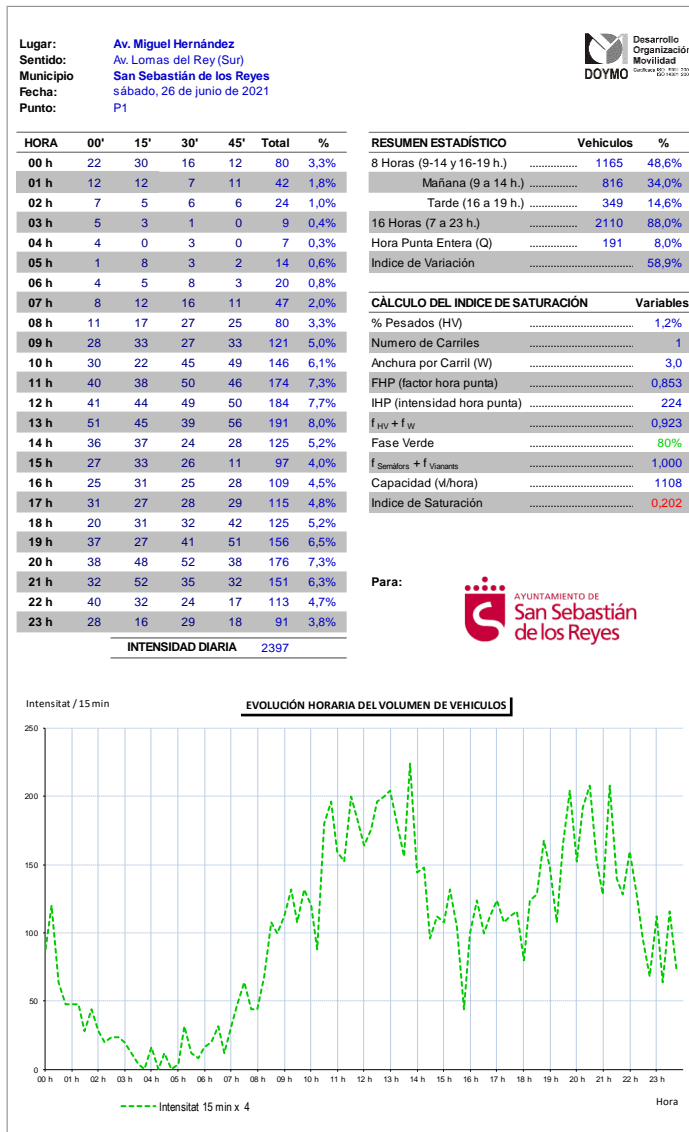 Lugar: Av. Miguel Hernández
Sentido: Av. Lomas del Rey (Sur)
Municipio San Sebastián de los Reyes
Fecha: sábado, 26 de junio de 2021
Punto: P1
Desarrollo
Organización
Movilidad
DOYMO
HORA 00' 15' 30' 45' Total %
00 h 22 30 16 12 80 3,3%
01 h 12 12 7 11 42 1,8%
02 h 7 5 6 6 24 1,0%
03 h 5 3 1 0 9 0,4%
04 h 4 0 3 0 7 0,3%
05 h 1 8 3 2 14 0,6%
06 h 4 5 8 3 20 0,8%
07 h 8 12 16 11 47 2,0%
08 h 11 17 27 25 80 3,3%
09 h 28 33 27 33 121 5,0%
10 h 30 22 45 49 146 6,1%
11 h 40 38 50 46 174 7,3%
12 h 41 44 49 50 184 7,7%
13 h 51 45 39 56 191 8,0%
14 h 36 37 24 28 125 5,2%
15 h 27 33 26 11 97 4,0%
16 h 25 31 25 28 109 4,5%
17 h 31 27 28 29 115 4,8%
18 h 20 31 32 42 125 5,2%
19 h 37 27 41 51 156 6,5%
20 h 38 48 52 38 176 7,3%
21 h 32 52 35 32 151 6,3%
22 h 40 32 24 17 113 4,7%
23 h 28 16 29 18 91 3,8%
INTENSIDAD DIARIA 2397
RESUMEN ESTADÍSTICO Vehiculos %
8 Horas (9-14 y 16-19 h.) ................ 1165 48,6%
Mañana (9 a 14 h.) ................ 816 34,0%
Tarde (16 a 19 h.) ................ 349 14,6%
16 Horas (7 a 23 h.) ................ 2110 88,0%
Hora Punta Entera (Q) ................ 191 8,0%
Indice de Variación ................................... 58,9%
CÀLCULO DEL INDICE DE SATURACIÓN Variables
% Pesados (HV) ................................... 1,2%
Numero de Carriles ................................... 1
Anchura por Carril (W) ................................... 3,0
FHP (factor hora punta) ................................... 0,853
IHP (intensidad hora punta) ................................... 224
f HV + f W ................................... 0,923
Fase Verde 80%
f Semàfors + f Vianants ................................... 1,000
Capacidad (vl/hora) ................................... 1108
Indice de Saturación ................................... 0,202
Para:
AYUNTAMIENTO DE
San Sebastián
de los Reyes
Intensitat / 15 min
EVOLUCIÓN HORARIA DEL VOLUMEN DE VEHICULOS
250
200
150
100
50
0
00 h 01 h 02 h 03 h 04 h 05 h 06 h 07 h 08 h 09 h 10 h 11 h 12 h 13 h 14 h 15 h 16 h 17 h 18 h 19 h 20 h 21 h 22 h 23 h
Intensitat 15 min x 4
Hora